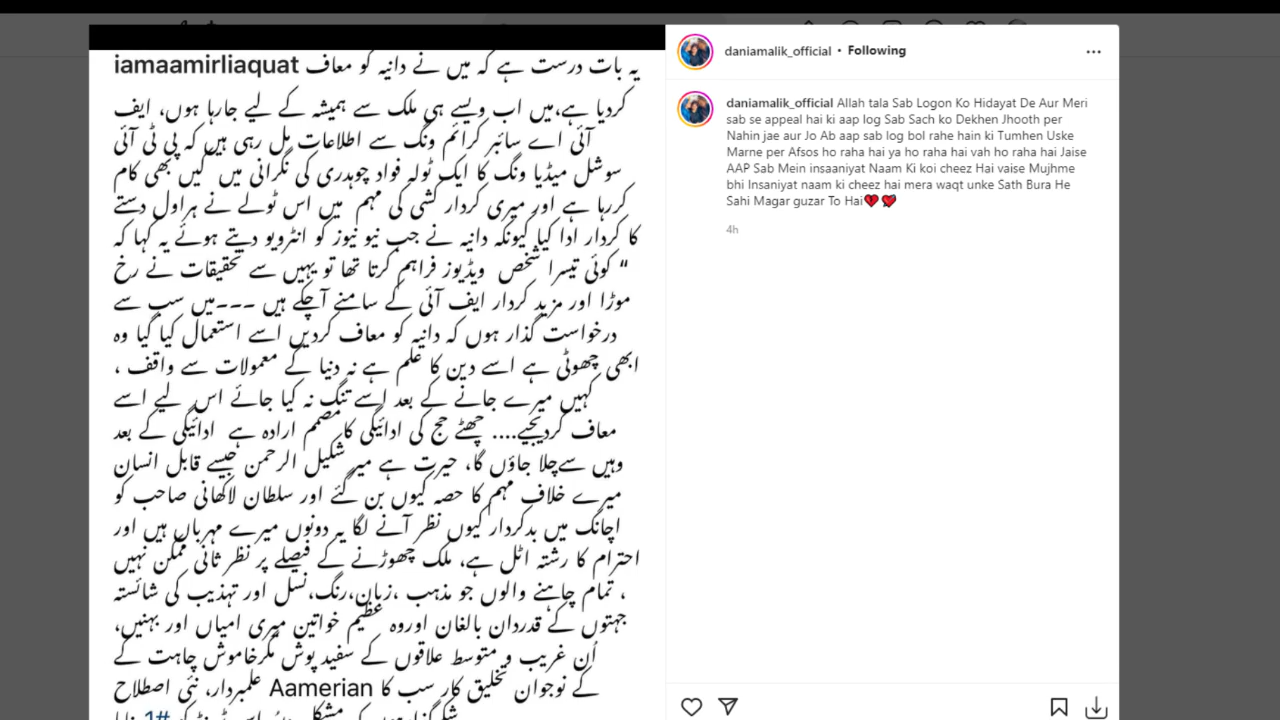 iamaamirliaquat یہ بات درست ہے کہ میں نے دانیہ کو معاف
کردیا ہے،میں اب ویسے ہی ملک سے ہمیشہ کے لیے جارہا ہوں، ایف
آئی اے سائبر کرائم ونگ سے اطلاعات مل رہی ہیں کہ پی ٹی آئی
سوشل میڈیا ونگ کا ایک ٹولہ فواد چوہدری کی نگرانی میں کہیں بھی کام
کررہا ہے اور میری کردار کشی کی مہم میں اس ٹولے نے ہراول دستے
کا کردار ادا کیا کیونکہ دانیہ نے جب نیو نیوز کو انٹرویو دیتے ہوئے یہ کہا کہ
“ کوئی تیسرا شخص ویڈیوز فراہم کرتا تھا تو یہیں سے تحقیقات نے رخ
موڑا اور مزید کردار ایف آئی کے سامنے آچکے ہیں ---میں سب سے
درخواست گذار ہوں کہ دانیہ کو معاف کردیں اسے استعمال کیا گیا وہ
ابھی چھوٹی ہے اسے دین کا علم ہے نہ دنیا کے معمولات سے واقف ،
کہیں میرے جانے کے بعد اسے تنگ نہ کیا جائے اس لیے اسے
معاف کردیجیے.... چھٹے حج کی ادائیگی کا مصمم ارادہ ہے ادائیگی کے بعد
وہیں سےچلا جاؤں گا، حیرت ہے میر شکیل الرحمن جیسے قابل انسان
میرے خلاف مہم کا حصہ کیوں بن گئے اور سلطان لاکھانی صاحب کو
اچانگ میں بدکردار کیوں نظر آنے لگا یہ دونوں میرے مہرباں ہیں اور
احترام کا رشتہ اٹل ہے، ملک چھوڑنے کے فیصلے پر نظر ثانی ممکن نہیں
، تمام چاہنے والوں جو مذہب ،زبان،رنگ،نسل اور تہذیب کی شائستہ
جہتوں کے قدردان بالغان اوروہ عظیم خواتین میری امیاں اور بہنیں،
اُن غریب و متوسط علاقوں کے سفید پوش مگرخاموش چاہت کے
علمبردار، نئی اصطلاح Aamerian کے نوجوان تخلیق کار سب کا
#1
daniamalik_official • Following
daniamalik_official Allah tala Sab Logon Ko Hidayat De Aur Meri
sab se appeal hai ki aap log Sab Sach ko Dekhen Jhooth per
Nahin jae aur Jo Ab aap sab log bol rahe hain ki Tumhen Uske
Marne per Afsos ho raha hai ya ho raha hai vah ho raha hai Jaise
AAP Sab Mein insaaniyat Naam Ki koi cheez Hai vaise Mujhme
bhi Insaniyat naam ki cheez hai mera waqt unke Sath Bura He
Sahi Magar guzar To Hai💔💘
4h